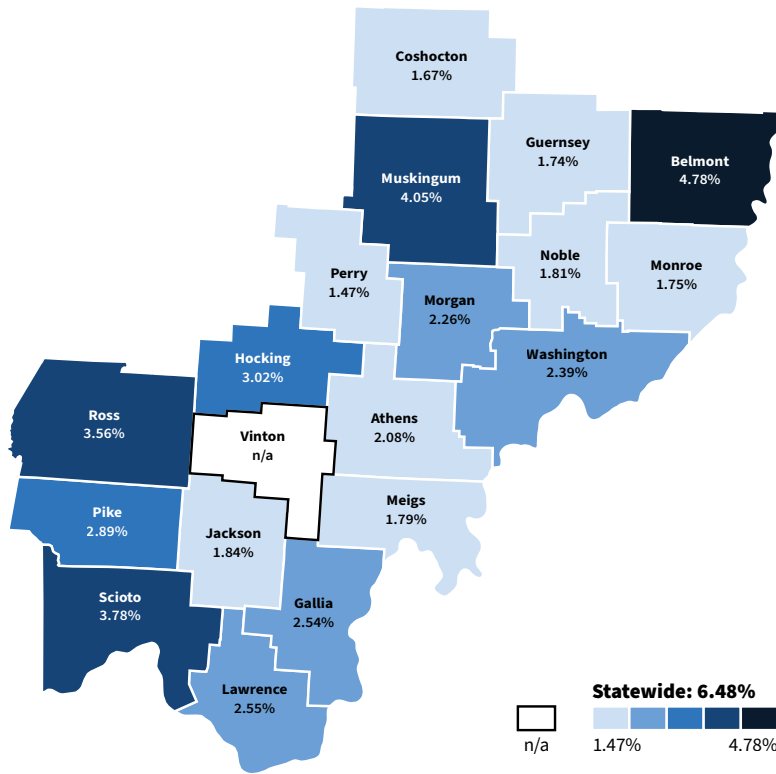 Coshocton
1.67%
Guernsey
1.74%
Belmont
4.78%
Muskingum
4.05%
Noble
1.81%
Monroe
1.75%
Perry
1.47%
Morgan
2.26%
Hocking
3.02%
Washington
2.39%
Ross
3.56%
Vinton
n/a
Athens
2.08%
Pike
2.89%
Jackson
1.84%
Meigs
1.79%
Scioto
3.78%
Gallia
2.54%
Lawrence
2.55%
Statewide: 6.48%
n/a
1.47%
4.78%